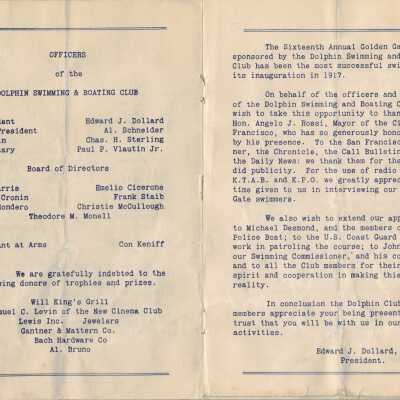 OFFICERS
of the
DOLPHIN SWIMMING & BOATING CLUB
Edward J. Dollard
President Al. Schneider
Chas. H. Sterling
Paul P. Vlautin Jr.
Board of Directors
Emelio Cicerone
Cronin Frank Staib
Christie McCullough
Theodore M. Monell
at Arms Con Keniff
We are gratefully indebted to the
donors of trophies and prizes.
Will King's Grill
C. Levin of the New Cinema Club
Lewis Inc. Jewelers
Gantner & Mattern Co.
Bach Hardware Co
Al. Bruno
The Sixteenth Annual Golden
sponsored by the Dolphin Swimming and
Club has been the most successful
its inauguration in 1917.
On behalf of the officers and
of the Dolphin Swimming and Boating
wish to take this opportunity to
Hon. Angelo J. Rossi, Mayor of the
Francisco, who has so generously
by his presence. To the San
ner, the Chronicle, the Call Bulletin
the Daily News: we thank them for
did publicity. For the use of radio
K.T.A.B. and K.P.O. we greatly
time given to us in interviewing our
Gate swimmers.
We also wish to extend our
to Michael Desmond, and the members
Police Boat; to the U.S. Coast Guard
work in patroling the course; to
our Swimming Commissioner, and his
and to all the Club members for their
spirit and cooperation in making this
reality.
In conclusion the Dolphin
members appreciate your being
trust that you will be with us in our
activities.
Edward J. Dollard,
President.